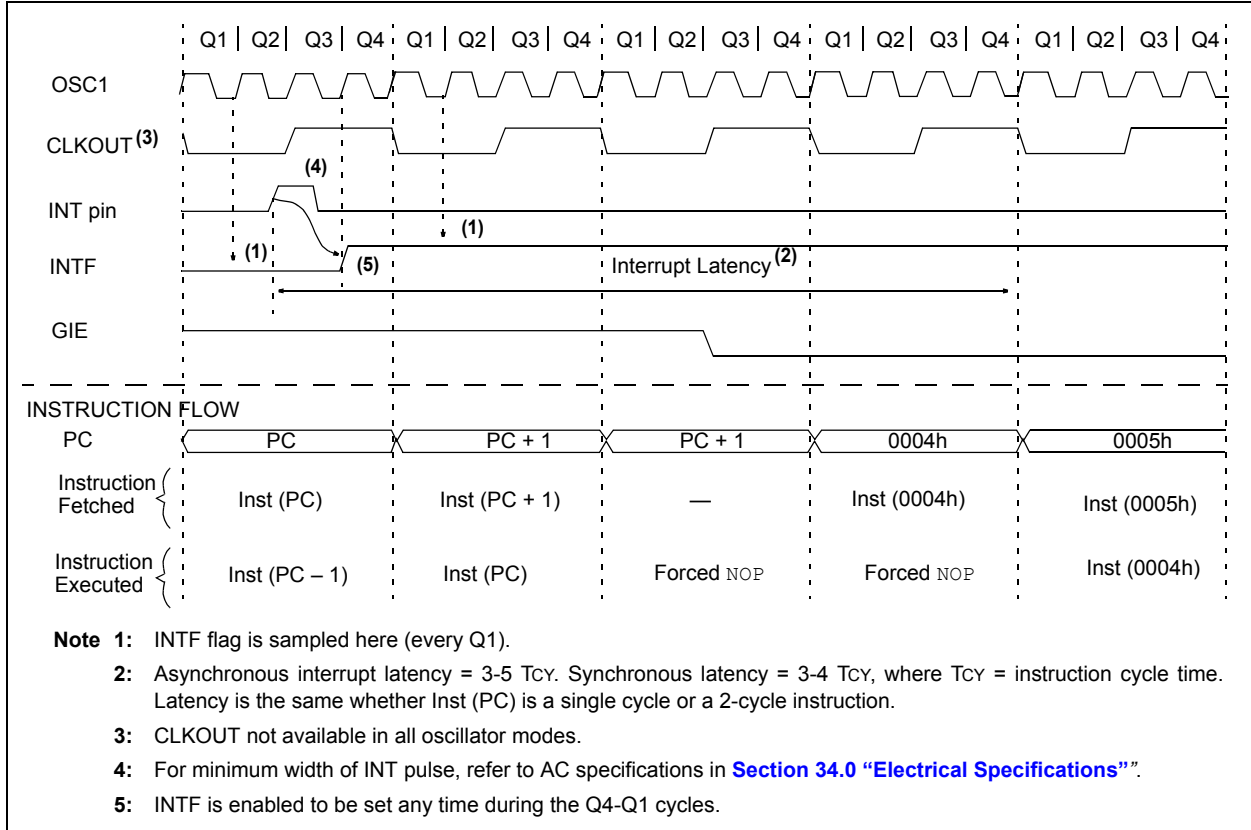 Q1 Q2 Q3 Q4 Q1 Q2 Q3 Q4 Q1 Q2 Q3 Q4 Q1 Q2 Q3 Q4 Q1 Q2 Q3 Q4
OSC1
CLKOUT (3)
(4)
INT pin
(1)
(1)
INTF
(5)
Interrupt Latency (2)
GIE
INSTRUCTION FLOW
PC PC PC + 1 PC + 1 0004h 0005h
Instruction Fetched Inst (PC) Inst (PC + 1) — Inst (0004h) Inst (0005h)
Instruction Executed Inst (PC – 1) Inst (PC) Forced NOP Forced NOP Inst (0004h)
Note 1: INTF flag is sampled here (every Q1).
2: Asynchronous interrupt latency = 3-5 TCY. Synchronous latency = 3-4 TCY, where TCY = instruction cycle time.
Latency is the same whether Inst (PC) is a single cycle or a 2-cycle instruction.
3: CLKOUT not available in all oscillator modes.
4: For minimum width of INT pulse, refer to AC specifications in Section 34.0 “Electrical Specifications””.
5: INTF is enabled to be set any time during the Q4-Q1 cycles.